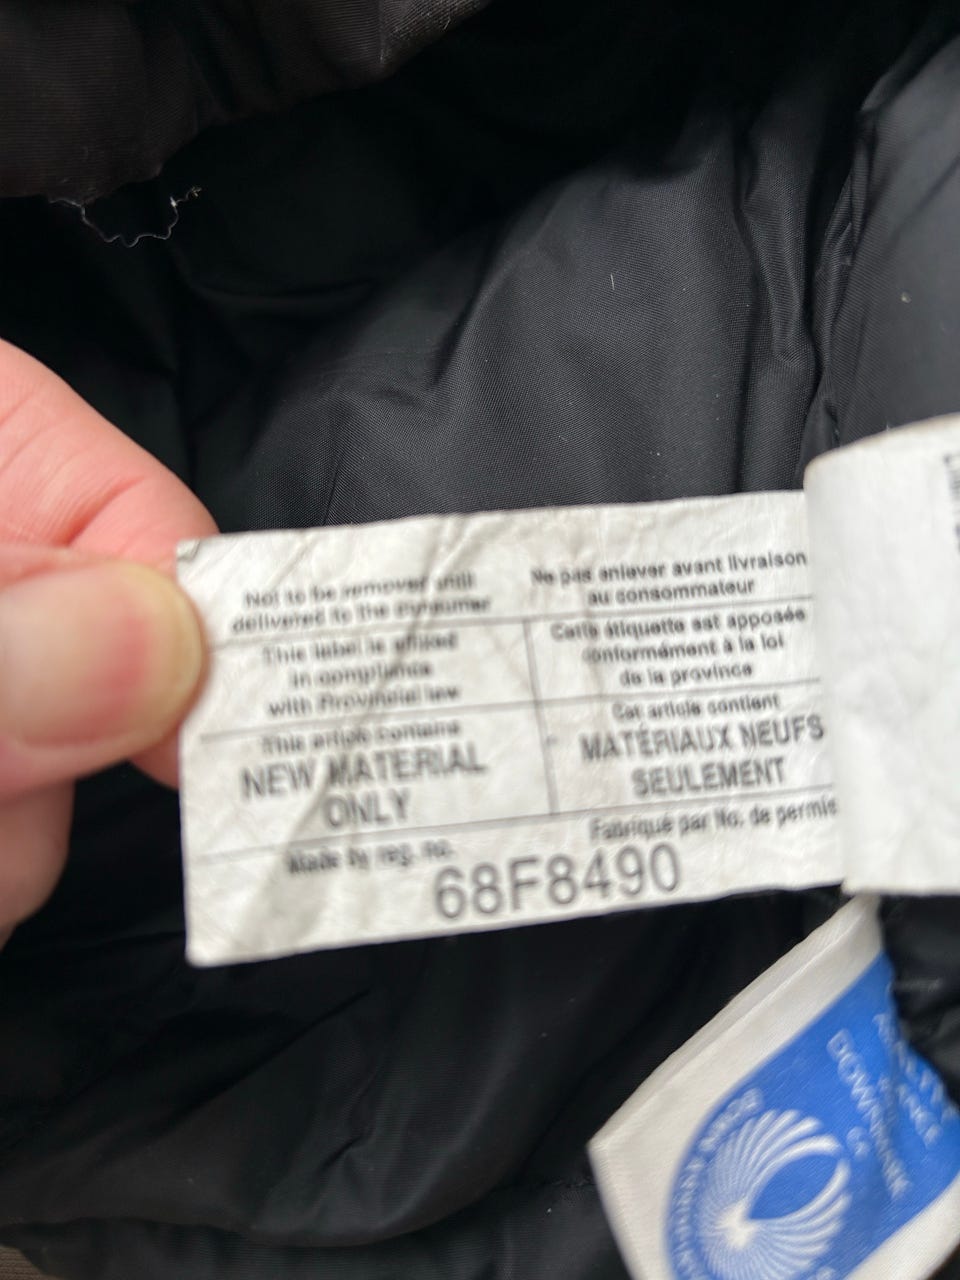 Not to be removed until
delivered to the consumer
Ne pas enlever avant livraison
au consommateur
This label is affixed
in compliance
with Provincial law
Cette étiquette est apposée
conformément à la loi
de la province
This article contains
NEW MATERIAL
ONLY
Cet article contient
MATÉRIAUX NEUFS
SEULEMENT
Made by reg. no.
Fabriqué par No. de permis
68F8490
DOWN